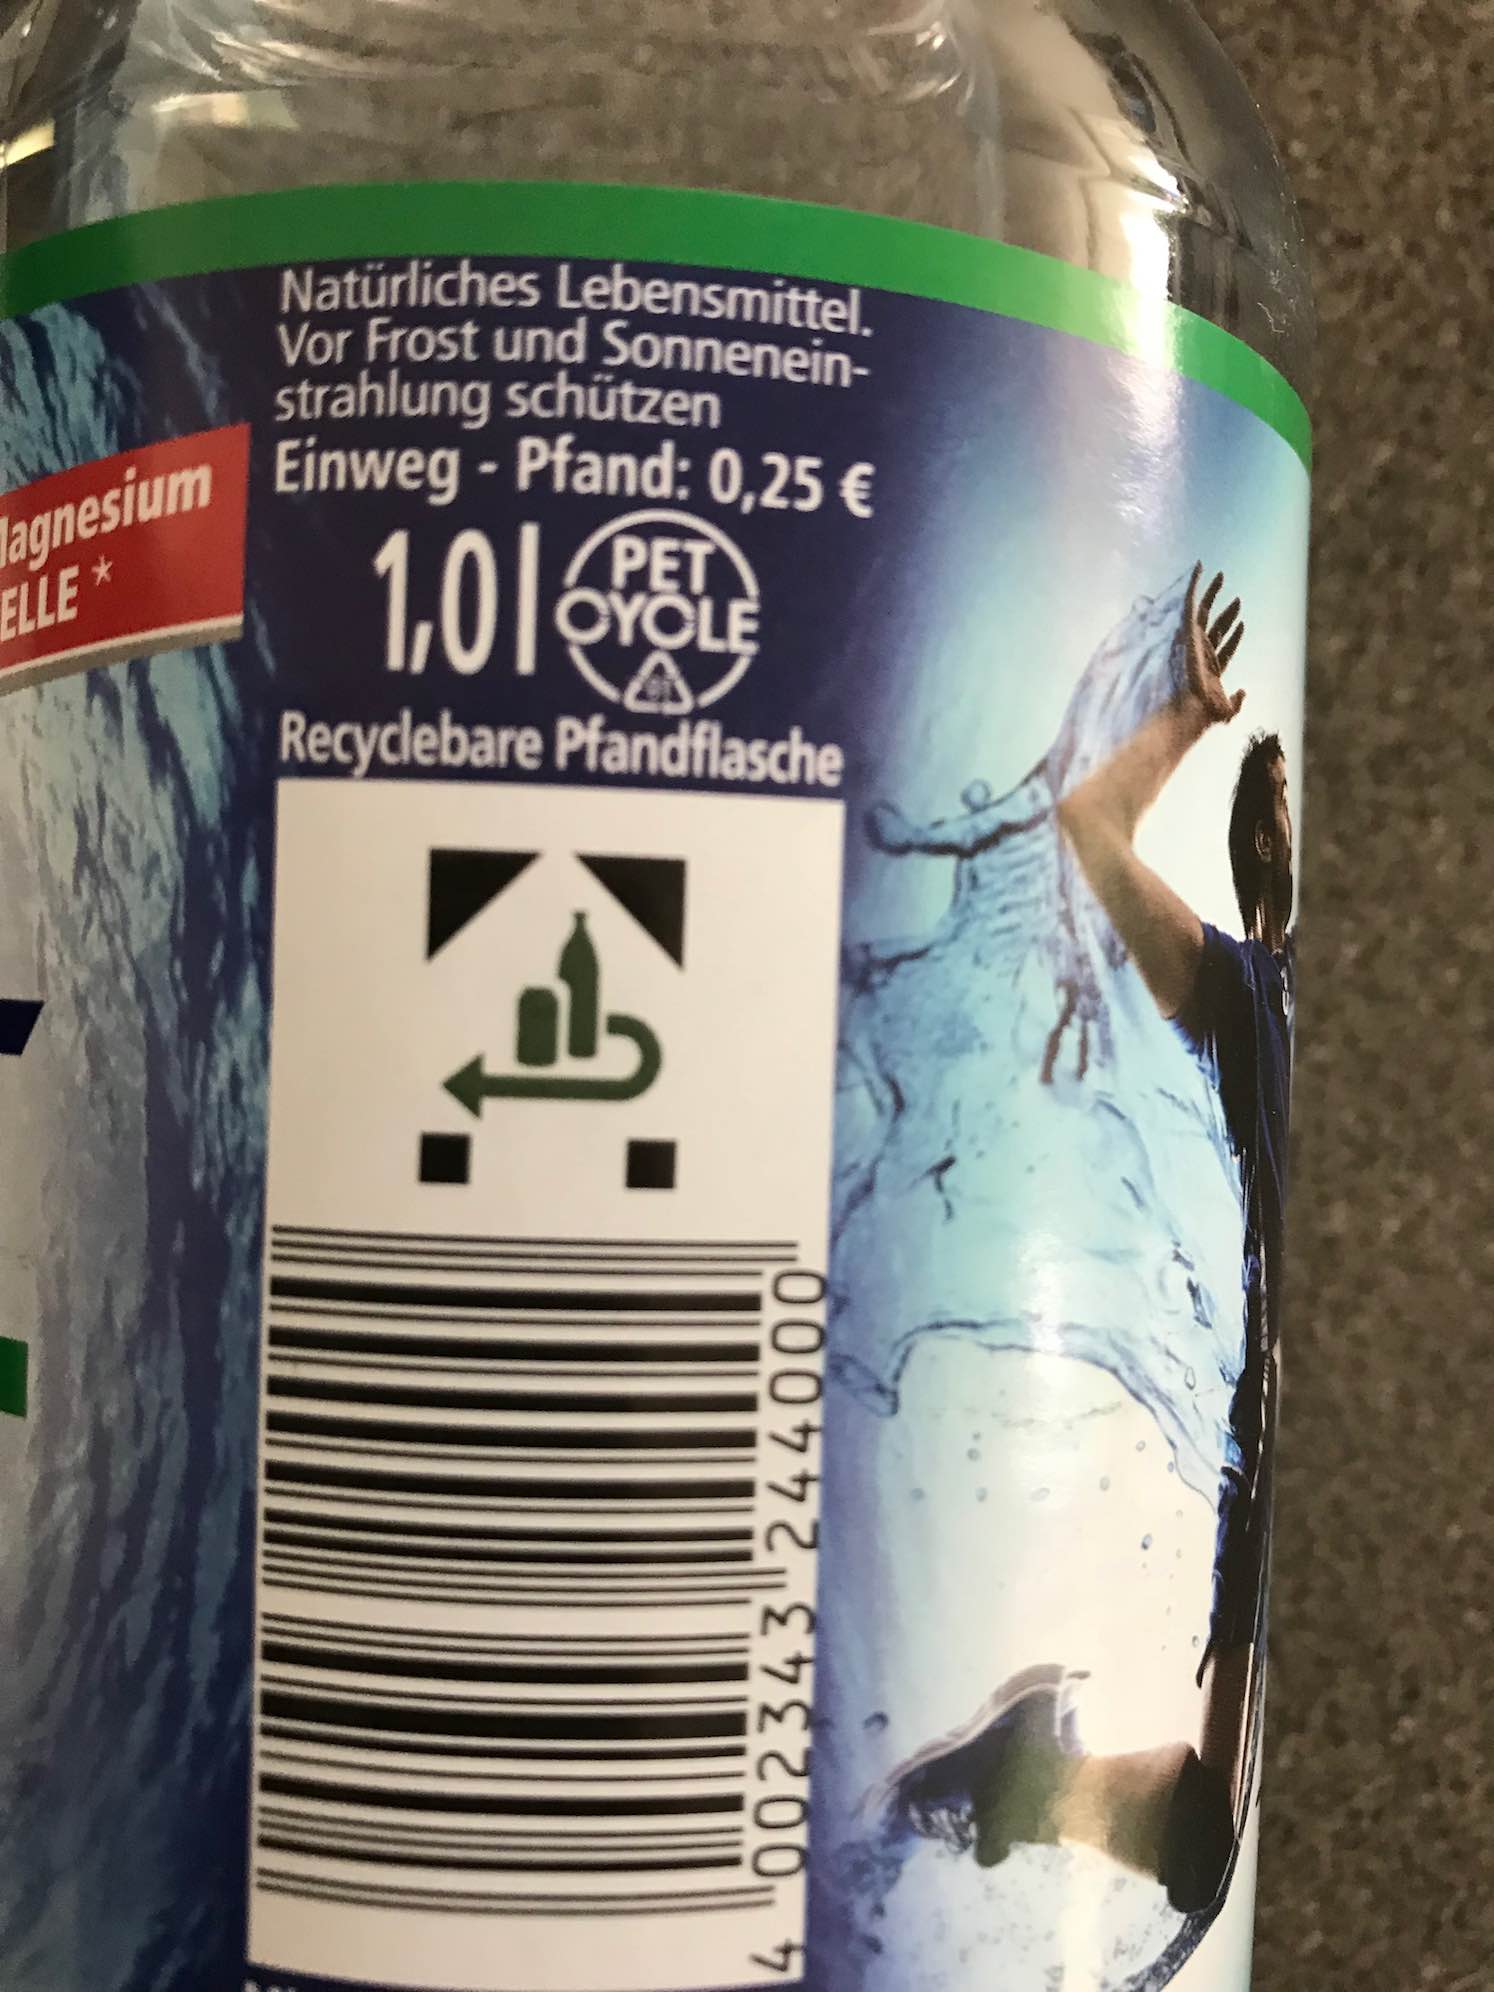 Natürliches Lebensmittel.
Vor Frost und Sonnenein-
strahlung schützen
Einweg - Pfand: 0,25 €
1,0 l
PET
CYCLE
01
Recyclebare Pfandflasche
Magnesium
ELLE *
4 002343 244000